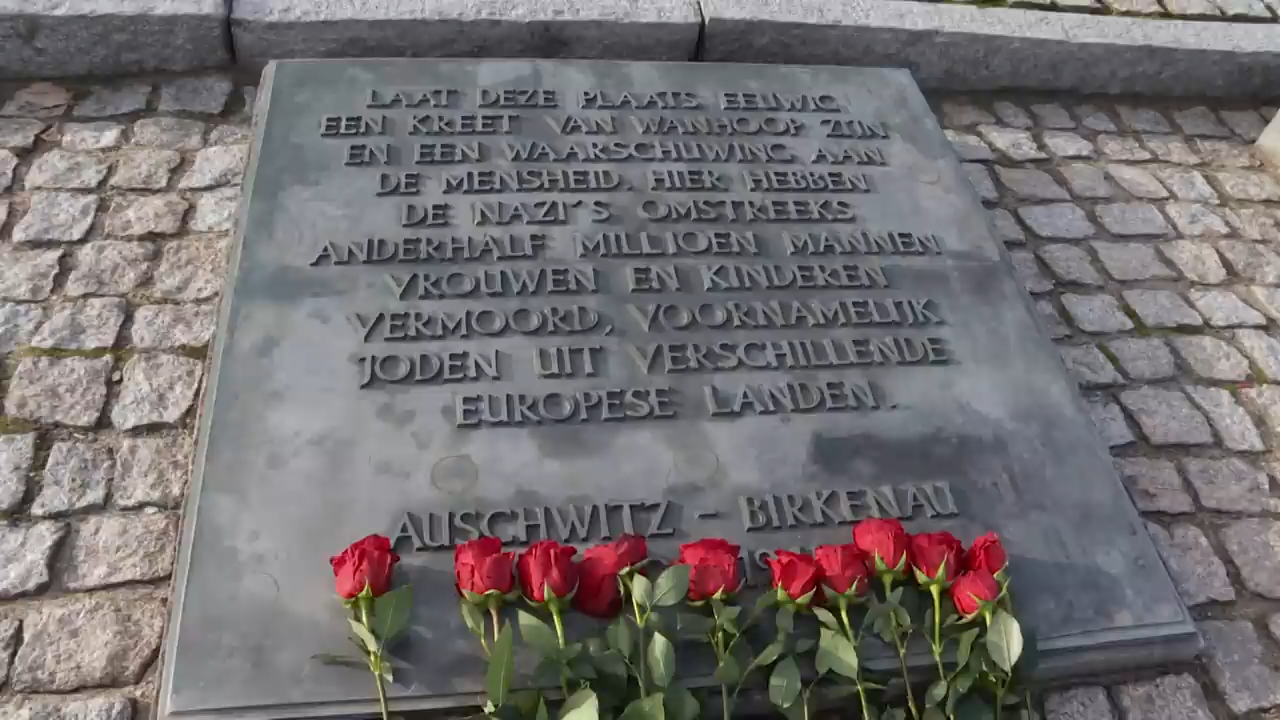 LAAT DEZE PLAATS EEUWIG
EEN KREET VAN WANHOOP ZIJN
EN EEN WAARSCHUWING AAN
DE MENSHEID. HIER HEBBEN
DE NAZI´S OMSTREEKS
ANDERHALF MILLIOEN MANNEN
VROUWEN EN KINDEREN
VERMOORD, VOORNAMELIJK
JODEN UIT VERSCHILLENDE
EUROPESE LANDEN.
AUSCHWITZ - BIRKENAU